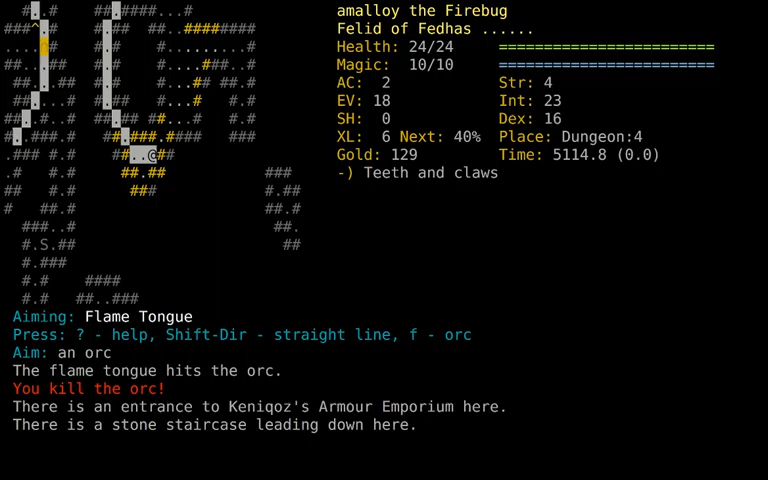 amalloy the Firebug
Felid of Fedhas ......
Health: 24/24 ========================
Magic: 10/10 ========================
AC: 2 Str: 4
EV: 18 Int: 23
SH: 0 Dex: 16
XL: 6 Next: 40% Place: Dungeon:4
Gold: 129 Time: 5114.8 (0.0)
-) Teeth and claws
Aiming: Flame Tongue
Press: ? - help, Shift-Dir - straight line, f - orc
Aim: an orc
The flame tongue hits the orc.
You kill the orc!
There is an entrance to Keniqoz's Armour Emporium here.
There is a stone staircase leading down here.